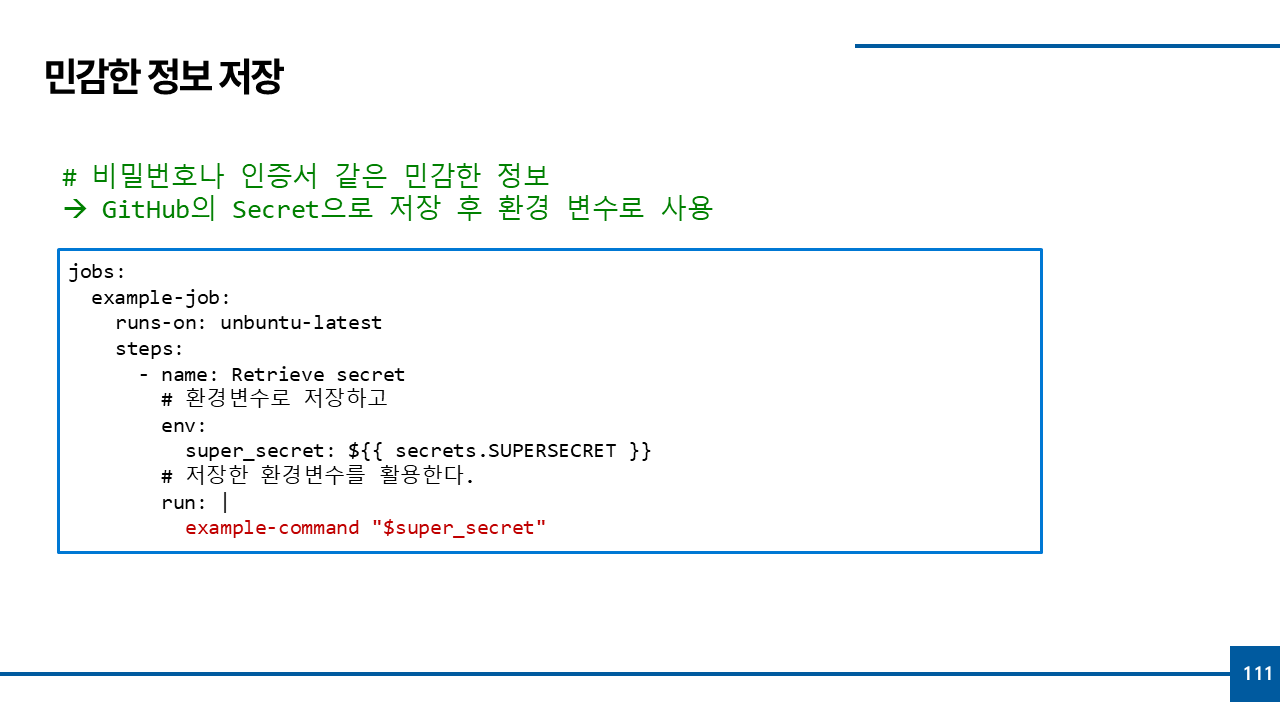 민감한 정보 저장
# 비밀번호나 인증서 같은 민감한 정보
→ GitHub의 Secret으로 저장 후 환경 변수로 사용
jobs:
  example-job:
    runs-on: unbuntu-latest
    steps:
      - name: Retrieve secret
        # 환경변수로 저장하고
        env:
          super_secret: ${{ secrets.SUPERSECRET }}
        # 저장한 환경변수를 활용한다.
        run: |
          example-command "$super_secret"
111